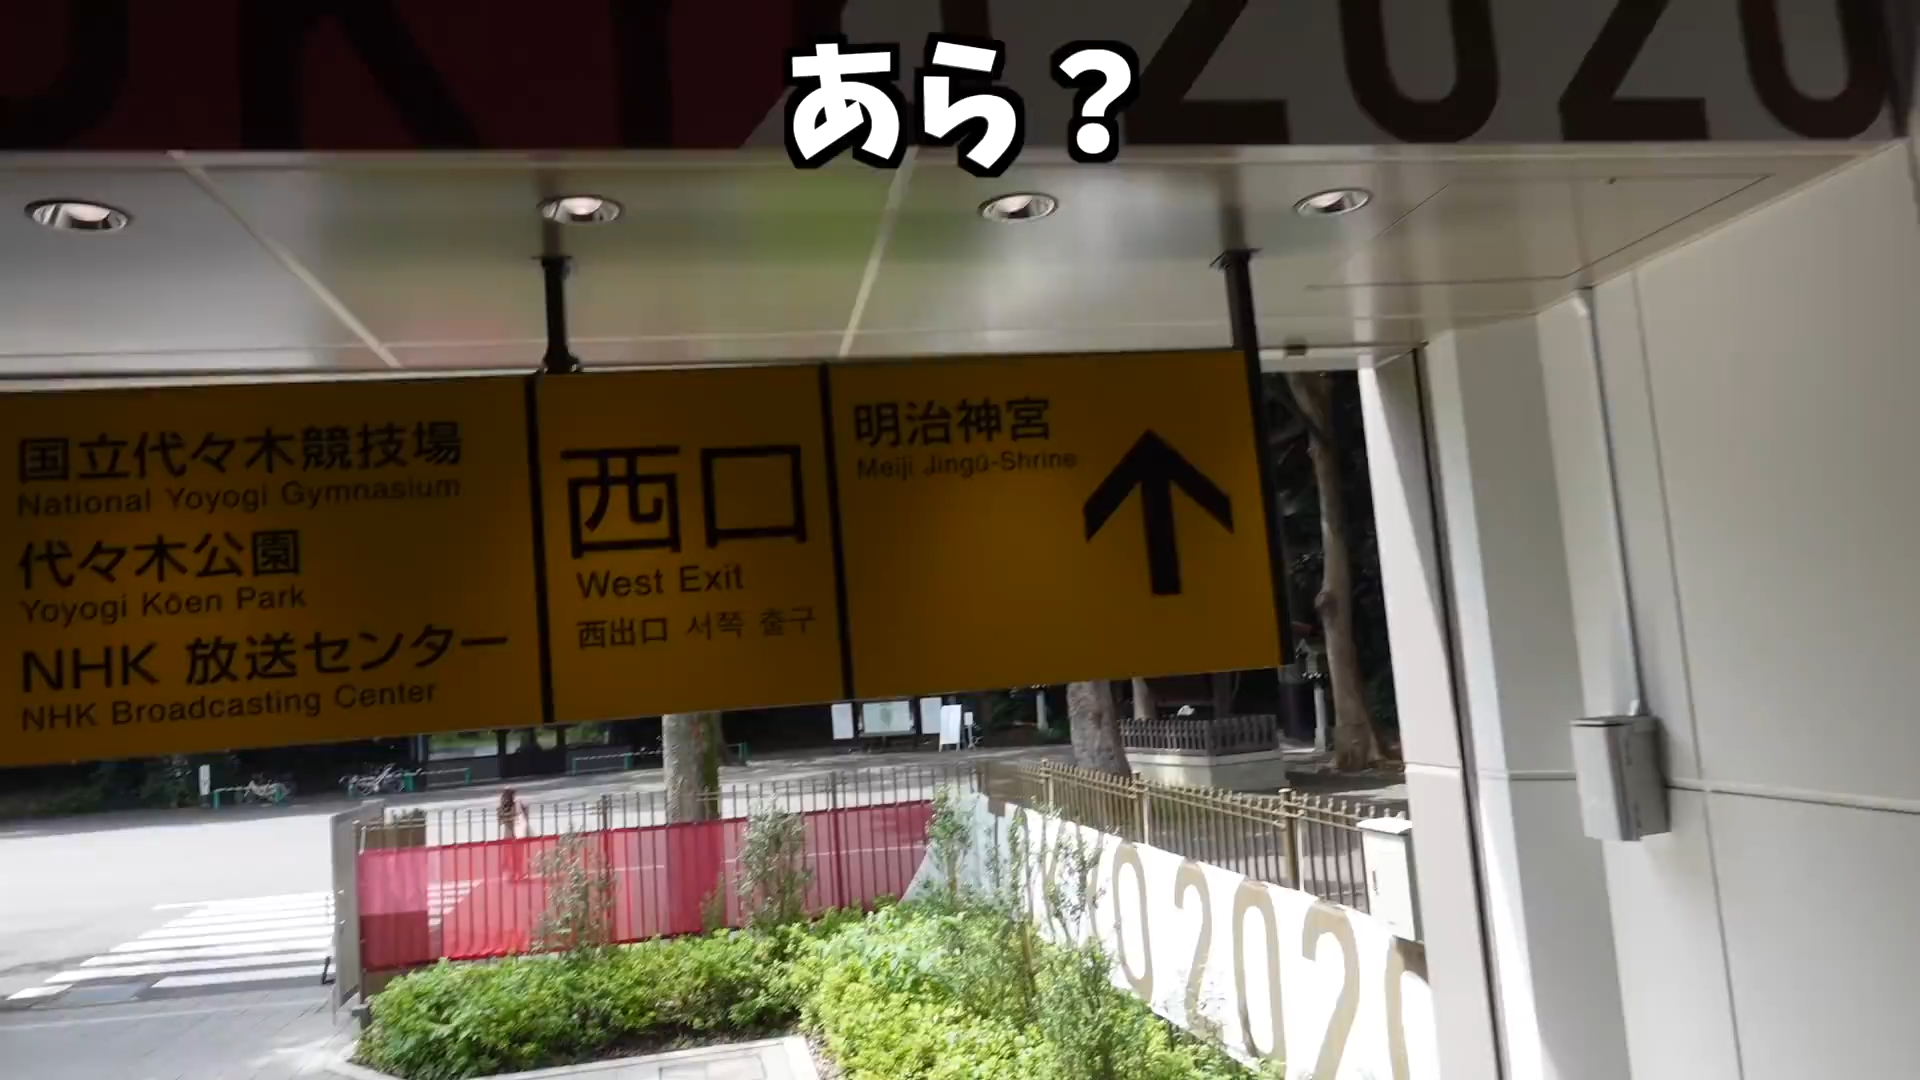 あら？
2020
国立代々木競技場
National Yoyogi Gymnasium
代々木公園
Yoyogi Kōen Park
NHK 放送センター
NHK Broadcasting Center
西口
West Exit
西出口 서쪽 출구
明治神宮
Meiji Jingū-Shrine
2020